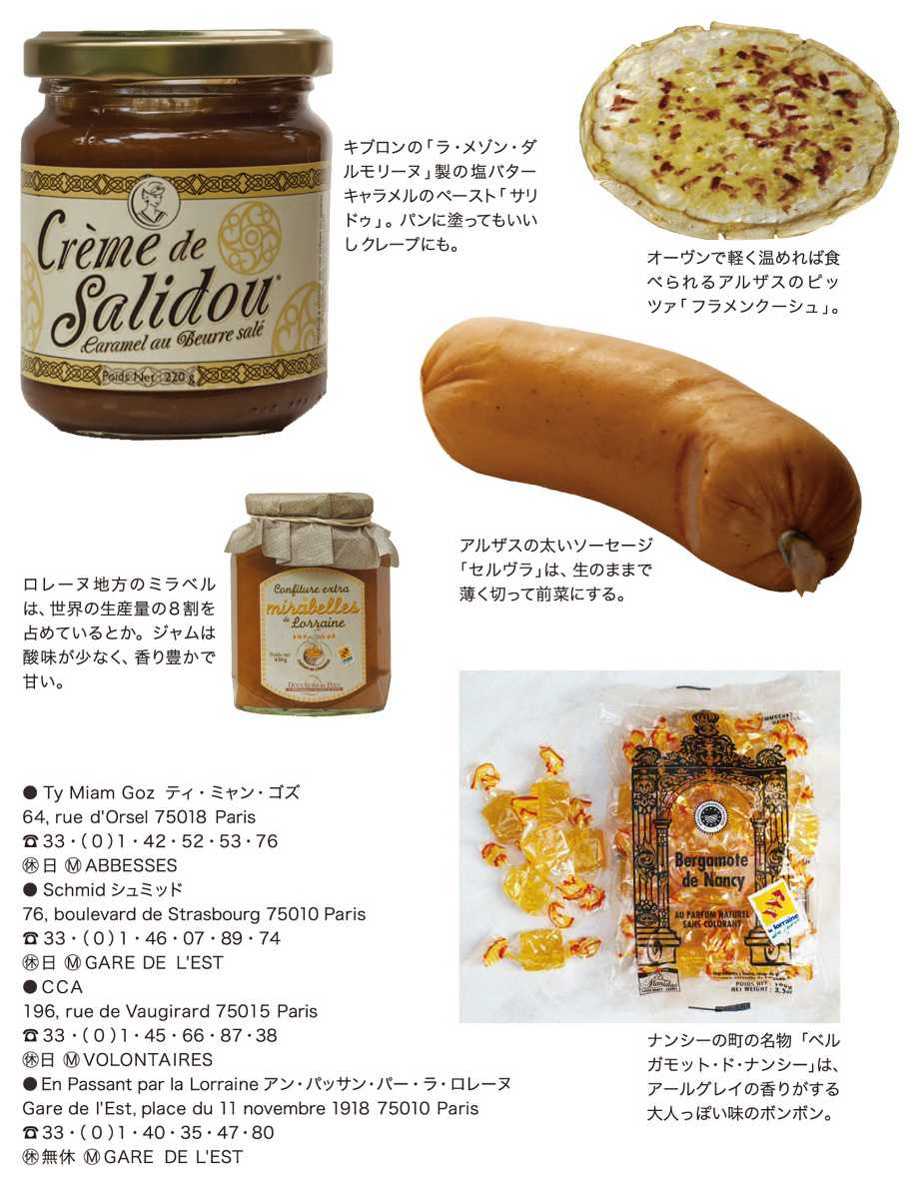 Crème de
Salidou
Caramel au Beurre salé
Poids Net : 220 g
キブロンの「ラ・メゾン・ダ
ルモリーヌ」製の塩バター
キャラメルのペースト「サリ
ドゥ」。パンに塗ってもいい
しクレープにも。
オーヴンで軽く温めれば食
べられるアルザスのピッ
ツァ「フラメンクーシュ」。
アルザスの太いソーセージ
「セルヴラ」は、生のままで
薄く切って前菜にする。
ロレーヌ地方のミラベル
は、世界の生産量の8割を
占めているとか。ジャムは
酸味が少なく、香り豊かで
甘い。
Confiture extra
mirabelles
de Lorraine
Bergamote
de Nancy
AU PARFUM NATUREL
SANS COLORANT
la lorraine
POIDS NET
NET WEIGHT
ナンシーの町の名物「ベル
ガモット・ド・ナンシー」は、
アールグレイの香りがする
大人っぽい味のボンボン。
● Ty Miam Goz ティ・ミャン・ゴズ
64, rue d'Orsel 75018 Paris
☎33・(0)1・42・52・53・76
㊡日 Ⓜ ABBESSES
● Schmid シュミッド
76, boulevard de Strasbourg 75010 Paris
☎33・(0)1・46・07・89・74
㊡日 Ⓜ GARE DE L'EST
●CCA
196, rue de Vaugirard 75015 Paris
☎33・(0)1・45・66・87・38
㊡日 Ⓜ VOLONTAIRES
●En Passant par la Lorraine アン・パッサン・パー・ラ・ロレーヌ
Gare de l'Est, place du 11 novembre 1918 75010 Paris
☎33・(0)1・40・35・47・80
㊡無休 Ⓜ GARE DE L'EST